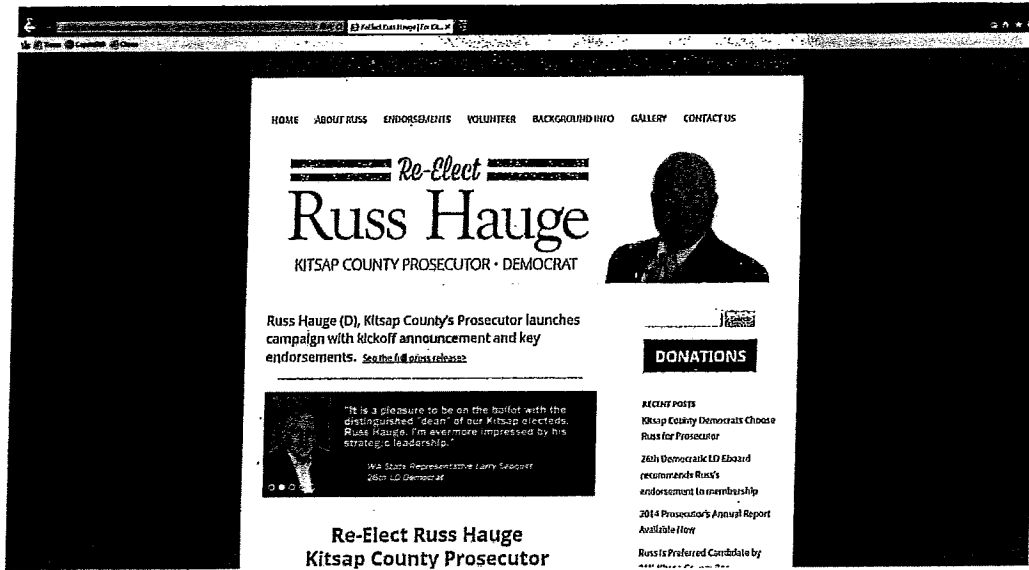 HOME ABOUT RUSS ENDORSEMENTS VOLUNTEER BACKGROUND INFO GALLERY CONTACT US
Re-Elect
Russ Hauge
KITSAP COUNTY PROSECUTOR • DEMOCRAT
Russ Hauge (D), Kitsap County's Prosecutor launches
campaign with kickoff announcement and key
endorsements. See the full press release>
"It is a pleasure to be on the ballot with the
distinguished "dean" of our Kitsap electeds,
Russ Hauge. I'm evermore impressed by his
strategic leadership."
WA State Representative Larry Seaquist
26th LD Democrat
Re-Elect Russ Hauge
Kitsap County Prosecutor
DONATIONS
RECENT POSTS
Kitsap County Democrats Choose
Russ for Prosecutor
26th Democratic LD Eboard
recommends Russ's
endorsement to membership
2014 Prosecutor's Annual Report
Available Now
Russ Is Preferred Candidate by